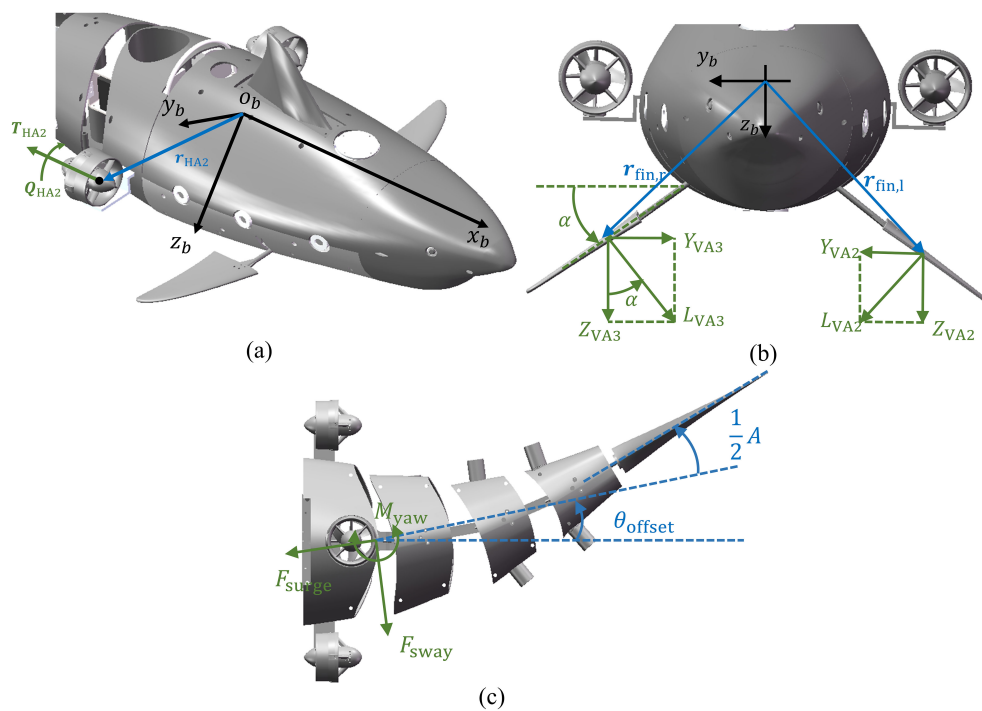 T_HA2
Q_HA2
y_b
o_b
r_HA2
z_b
x_b
(a)
y_b
z_b
r_fin,r
r_fin,l
α
Y_VA3
α
Z_VA3
L_VA3
Y_VA2
L_VA2
Z_VA2
(b)
1/2 A
M_yaw
θ_offset
F_surge
F_sway
(c)